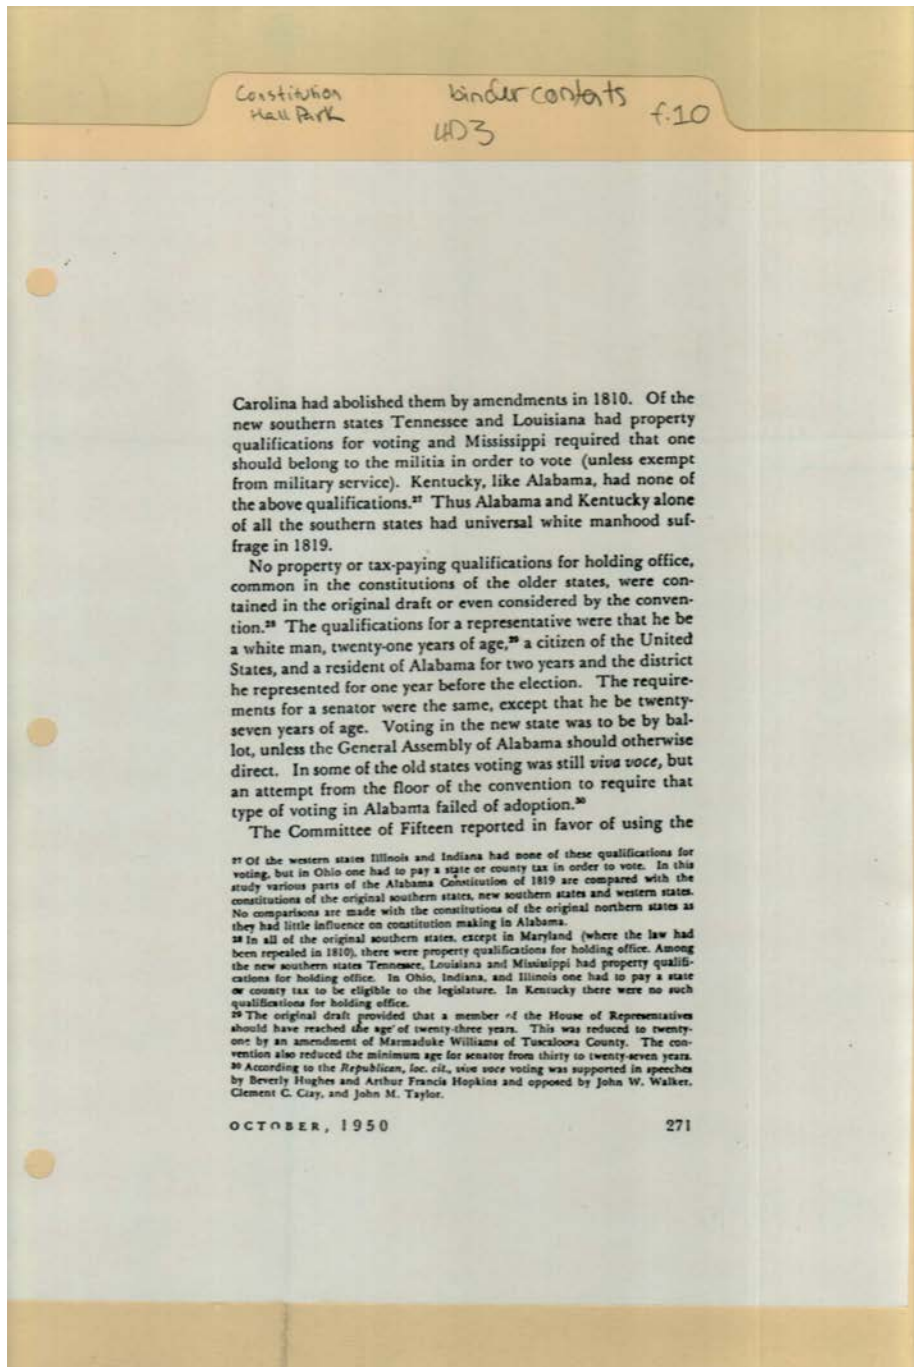 Constitution
Hall Park
binder contents
4D3
f.10
Carolina had abolished them by amendments in 1810. Of the
new southern states Tennessee and Louisiana had property
qualifications for voting and Mississippi required that one
should belong to the militia in order to vote (unless exempt
from military service). Kentucky, like Alabama, had none of
the above qualifications.²⁷ Thus Alabama and Kentucky alone
of all the southern states had universal white manhood suf-
frage in 1819.
No property or tax-paying qualifications for holding office,
common in the constitutions of the older states, were con-
tained in the original draft or even considered by the conven-
tion.²⁸ The qualifications for a representative were that he be
a white man, twenty-one years of age,²⁹ a citizen of the United
States, and a resident of Alabama for two years and the district
he represented for one year before the election. The require-
ments for a senator were the same, except that he be twenty-
seven years of age. Voting in the new state was to be by bal-
lot, unless the General Assembly of Alabama should otherwise
direct. In some of the old states voting was still viva voce, but
an attempt from the floor of the convention to require that
type of voting in Alabama failed of adoption.³⁰
The Committee of Fifteen reported in favor of using the
²⁷ Of the western states Illinois and Indiana had none of these qualifications for
voting, but in Ohio one had to pay a state or county tax in order to vote. In this
study various parts of the Alabama Constitution of 1819 are compared with the
constitutions of the original southern states, new southern states and western states.
No comparisons are made with the constitutions of the original northern states as
they had little influence on constitution making in Alabama.
²⁸ In all of the original southern states, except in Maryland (where the law had
been repealed in 1810), there were property qualifications for holding office. Among
the new southern states Tennessee, Louisiana and Mississippi had property qualifi-
cations for holding office. In Ohio, Indiana, and Illinois one had to pay a state
or county tax to be eligible to the legislature. In Kentucky there were no such
qualifications for holding office.
²⁹ The original draft provided that a member of the House of Representatives
should have reached the age of twenty-three years. This was reduced to twenty-
one by an amendment of Marmaduke Williams of Tuscaloosa County. The con-
vention also reduced the minimum age for senator from thirty to twenty-seven years.
³⁰ According to the Republican, loc. cit., viva voce voting was supported in speeches
by Beverly Hughes and Arthur Francis Hopkins and opposed by John W. Walker,
Clement C. Clay, and John M. Taylor.
OCTOBER, 1950
271